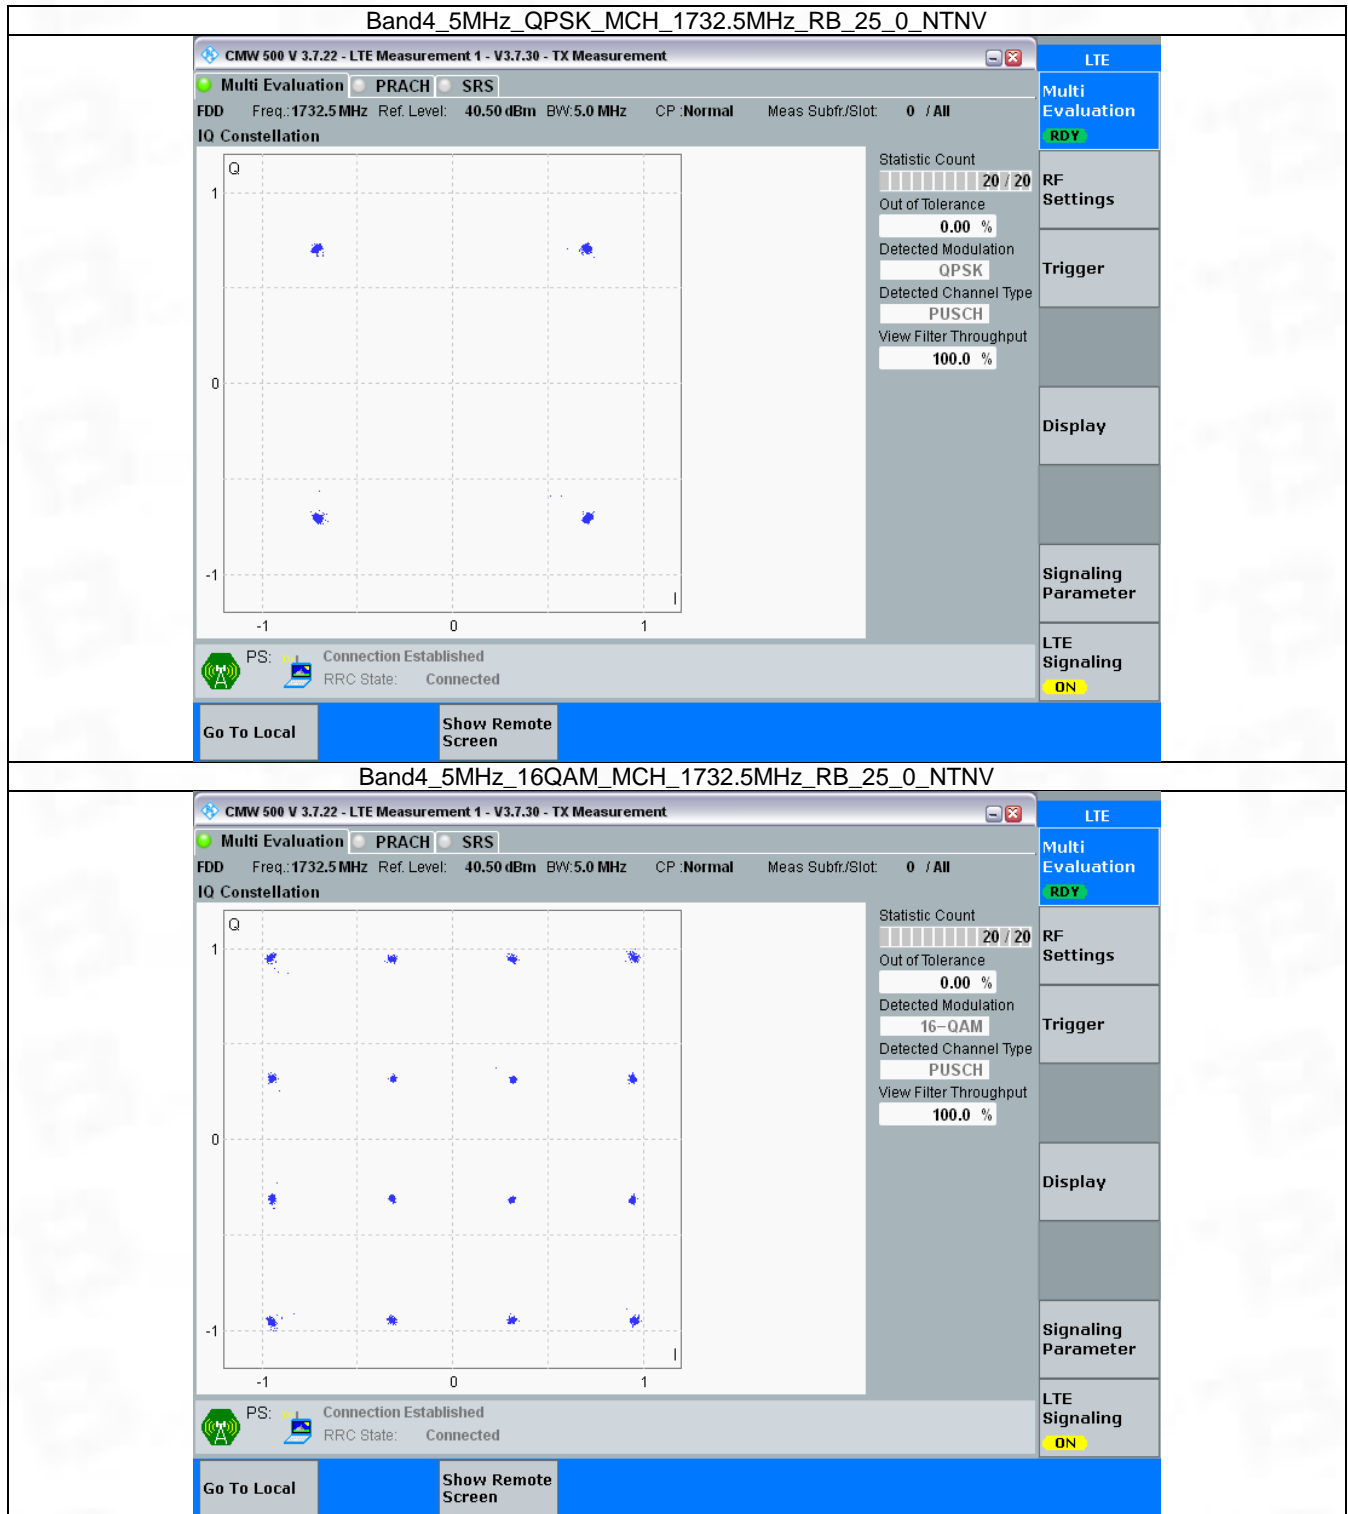 Band4_5MHz_QPSK_MCH_1732.5MHz_RB_25_0_NTNV
CMW 500 V 3.7.22 - LTE Measurement 1 - V3.7.30 - TX Measurement
LTE
Multi Evaluation PRACH SRS
Multi
Evaluation
RDY
FDD Freq.:1732.5 MHz Ref. Level: 40.50 dBm BW:5.0 MHz CP :Normal Meas Subfr./Slot: 0 / All
IQ Constellation
Q
1
0
-1
I
-1 0 1
Statistic Count
20 / 20
Out of Tolerance
0.00 %
Detected Modulation
QPSK
Detected Channel Type
PUSCH
View Filter Throughput
100.0 %
RF
Settings
Trigger
Display
Signaling
Parameter
LTE
Signaling
ON
PS: Connection Established
RRC State: Connected
Go To Local
Show Remote
Screen
Band4_5MHz_16QAM_MCH_1732.5MHz_RB_25_0_NTNV
CMW 500 V 3.7.22 - LTE Measurement 1 - V3.7.30 - TX Measurement
LTE
Multi Evaluation PRACH SRS
Multi
Evaluation
RDY
FDD Freq.:1732.5 MHz Ref. Level: 40.50 dBm BW:5.0 MHz CP :Normal Meas Subfr./Slot: 0 / All
IQ Constellation
Q
1
0
-1
I
-1 0 1
Statistic Count
20 / 20
Out of Tolerance
0.00 %
Detected Modulation
16-QAM
Detected Channel Type
PUSCH
View Filter Throughput
100.0 %
RF
Settings
Trigger
Display
Signaling
Parameter
LTE
Signaling
ON
PS: Connection Established
RRC State: Connected
Go To Local
Show Remote
Screen